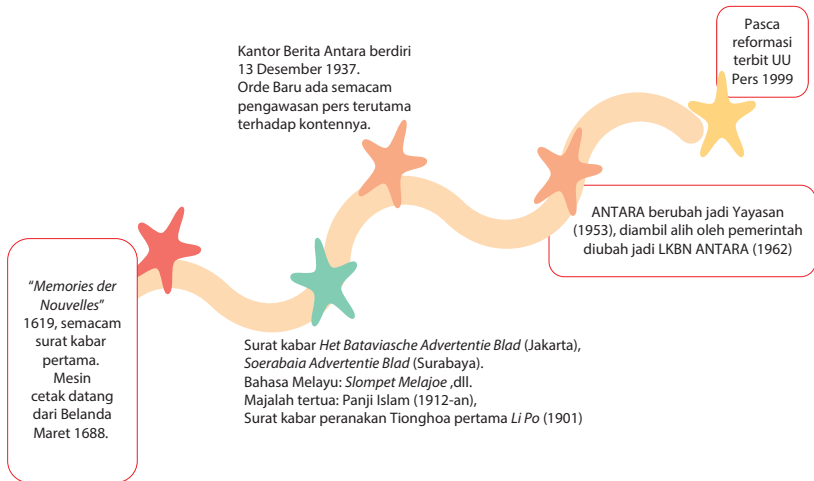 "Memories der
Nouvelles"
1619, semacam
surat kabar
pertama.
Mesin
cetak datang
dari Belanda
Maret 1688.
Surat kabar Het Bataviasche Advertentie Blad (Jakarta),
Soerabaia Advertentie Blad (Surabaya).
Bahasa Melayu: Slompet Melajoe ,dll.
Majalah tertua: Panji Islam (1912-an),
Surat kabar peranakan Tionghoa pertama Li Po (1901)
Kantor Berita Antara berdiri
13 Desember 1937.
Orde Baru ada semacam
pengawasan pers terutama
terhadap kontennya.
ANTARA berubah jadi Yayasan
(1953), diambil alih oleh pemerintah
diubah jadi LKBN ANTARA (1962)
Pasca
reformasi
terbit UU
Pers 1999